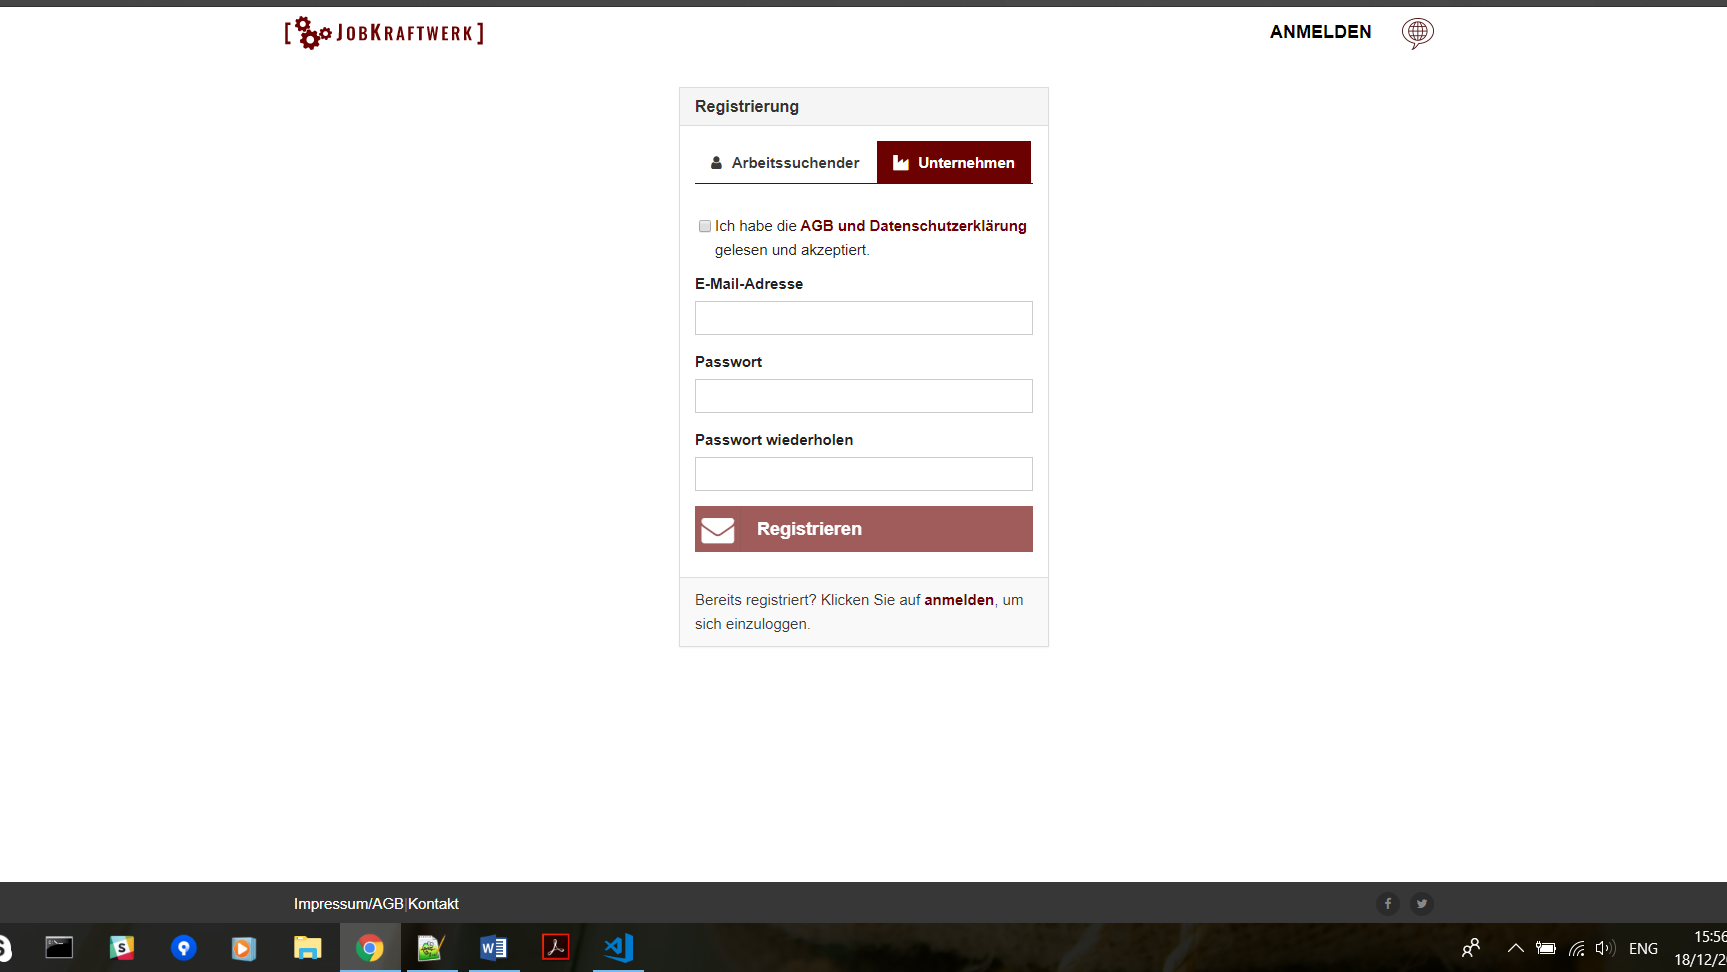 [ JOBKRAFTWERK ]
ANMELDEN
Registrierung
Arbeitssuchender
Unternehmen
Ich habe die AGB und Datenschutzerklärung
gelesen und akzeptiert.
E-Mail-Adresse
Passwort
Passwort wiederholen
Registrieren
Bereits registriert? Klicken Sie auf anmelden, um
sich einzuloggen.
Impressum/AGB|Kontakt
ENG
15:56
18/12/2